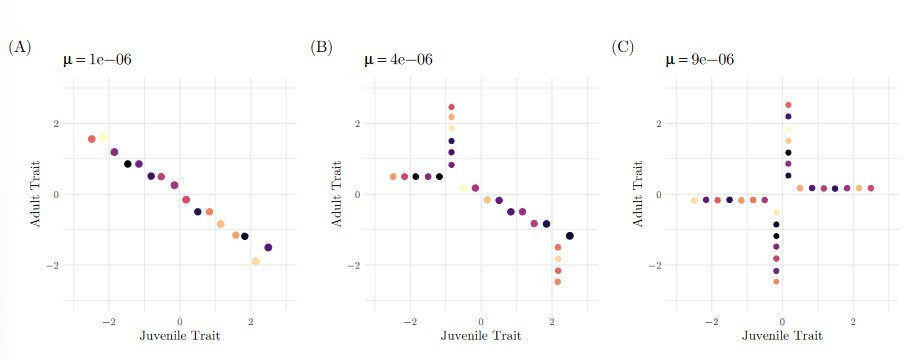 (A)
μ = 1e−06
2
0
−2
−2
0
2
Adult Trait
Juvenile Trait
(B)
μ = 4e−06
2
0
−2
−2
0
2
Adult Trait
Juvenile Trait
(C)
μ = 9e−06
2
0
−2
−2
0
2
Adult Trait
Juvenile Trait